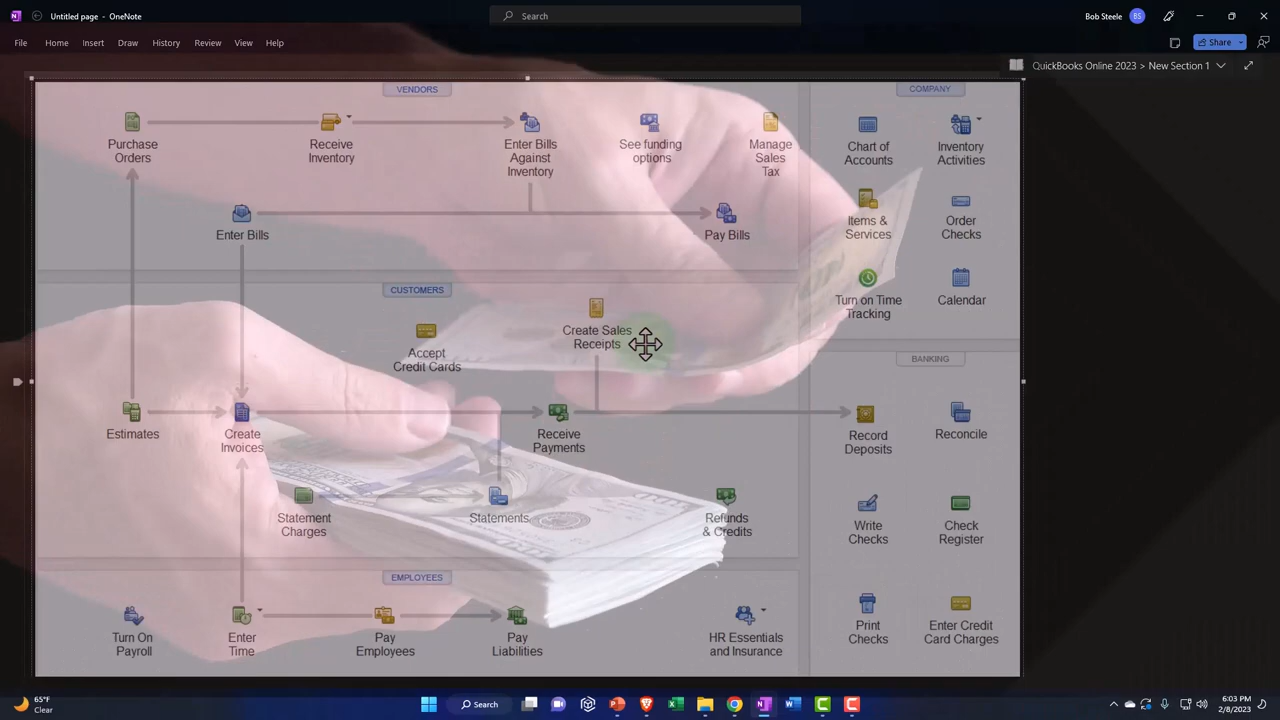 Untitled page - OneNote
Search
Bob Steele
BS
File
Home
Insert
Draw
History
Review
View
Help
Share
QuickBooks Online 2023 > New Section 1
VENDORS
Purchase
Orders
Receive
Inventory
Enter Bills
Against
Inventory
See funding
options
Manage
Sales
Tax
Enter Bills
Pay Bills
COMPANY
Chart of
Accounts
Inventory
Activities
Items &
Services
Order
Checks
Turn on Time
Tracking
Calendar
CUSTOMERS
Create Sales
Receipts
Accept
Credit Cards
Estimates
Create
Invoices
Receive
Payments
Statement
Charges
Statements
Refunds
& Credits
BANKING
Record
Deposits
Reconcile
Write
Checks
Check
Register
Print
Checks
Enter Credit
Card Charges
EMPLOYEES
Turn On
Payroll
Enter
Time
Pay
Employees
Pay
Liabilities
HR Essentials
and Insurance
65°F
Clear
Search
6:03 PM
2/8/2023